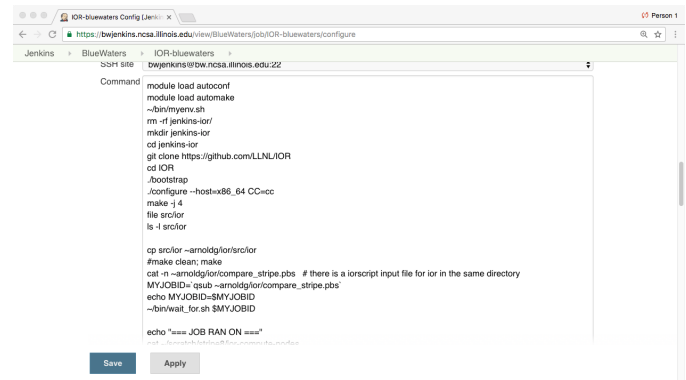 IOR-bluewaters Config [Jenkin
Person 1
https://bwjenkins.ncsa.illinois.edu/view/BlueWaters/job/IOR-bluewaters/configure
Jenkins BlueWaters IOR-bluewaters
SSH site bwjenkins@bw.ncsa.illinois.edu:22
Command
module load autoconf
module load automake
~/bin/myenv.sh
rm -rf jenkins-ior/
mkdir jenkins-ior
cd jenkins-ior
git clone https://github.com/LLNL/IOR
cd IOR
./bootstrap
./configure --host=x86_64 CC=cc
make -j 4
file src/ior
ls -l src/ior
cp src/ior ~arnoldg/ior/src/ior
#make clean; make
cat -n ~arnoldg/ior/compare_stripe.pbs # there is a iorscript input file for ior in the same directory
MYJOBID=`qsub ~arnoldg/ior/compare_stripe.pbs`
echo MYJOBID=$MYJOBID
~/bin/wait_for.sh $MYJOBID
echo "=== JOB RAN ON ==="
Save Apply